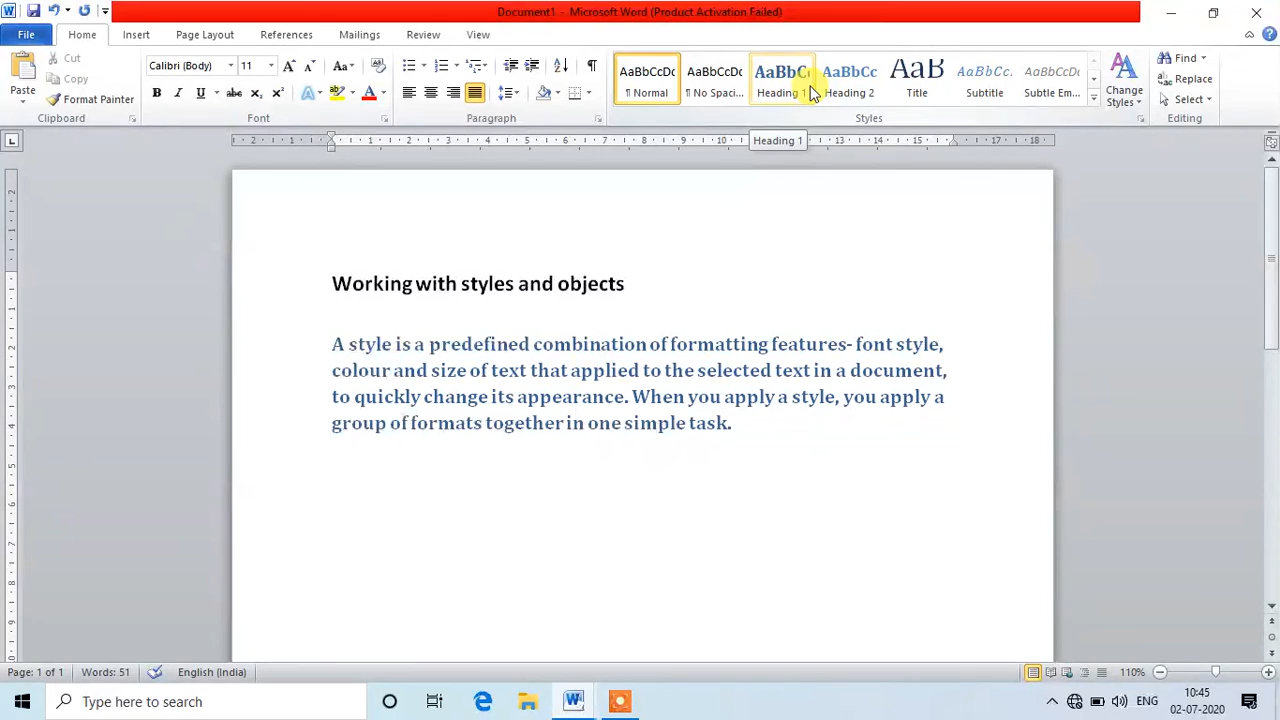 Document1 - Microsoft Word (Product Activation Failed)
File Home Insert Page Layout References Mailings Review View
Paste
Cut
Copy
Format Painter
Clipboard
Calibri (Body) 11
Font
Paragraph
AaBbCcDc AaBbCcDc AaBbC AaBbCc AaB AaBbCc. AaBbCcDc
¶ Normal ¶ No Spaci... Heading 1 Heading 2 Title Subtitle Subtle Em...
Change
Styles
Styles
Find
Replace
Select
Editing
Heading 1
Working with styles and objects
A style is a predefined combination of formatting features- font style,
colour and size of text that applied to the selected text in a document,
to quickly change its appearance. When you apply a style, you apply a
group of formats together in one simple task.
Page: 1 of 1 Words: 51 English (India) 110%
Type here to search
ENG
10:45
02-07-2020